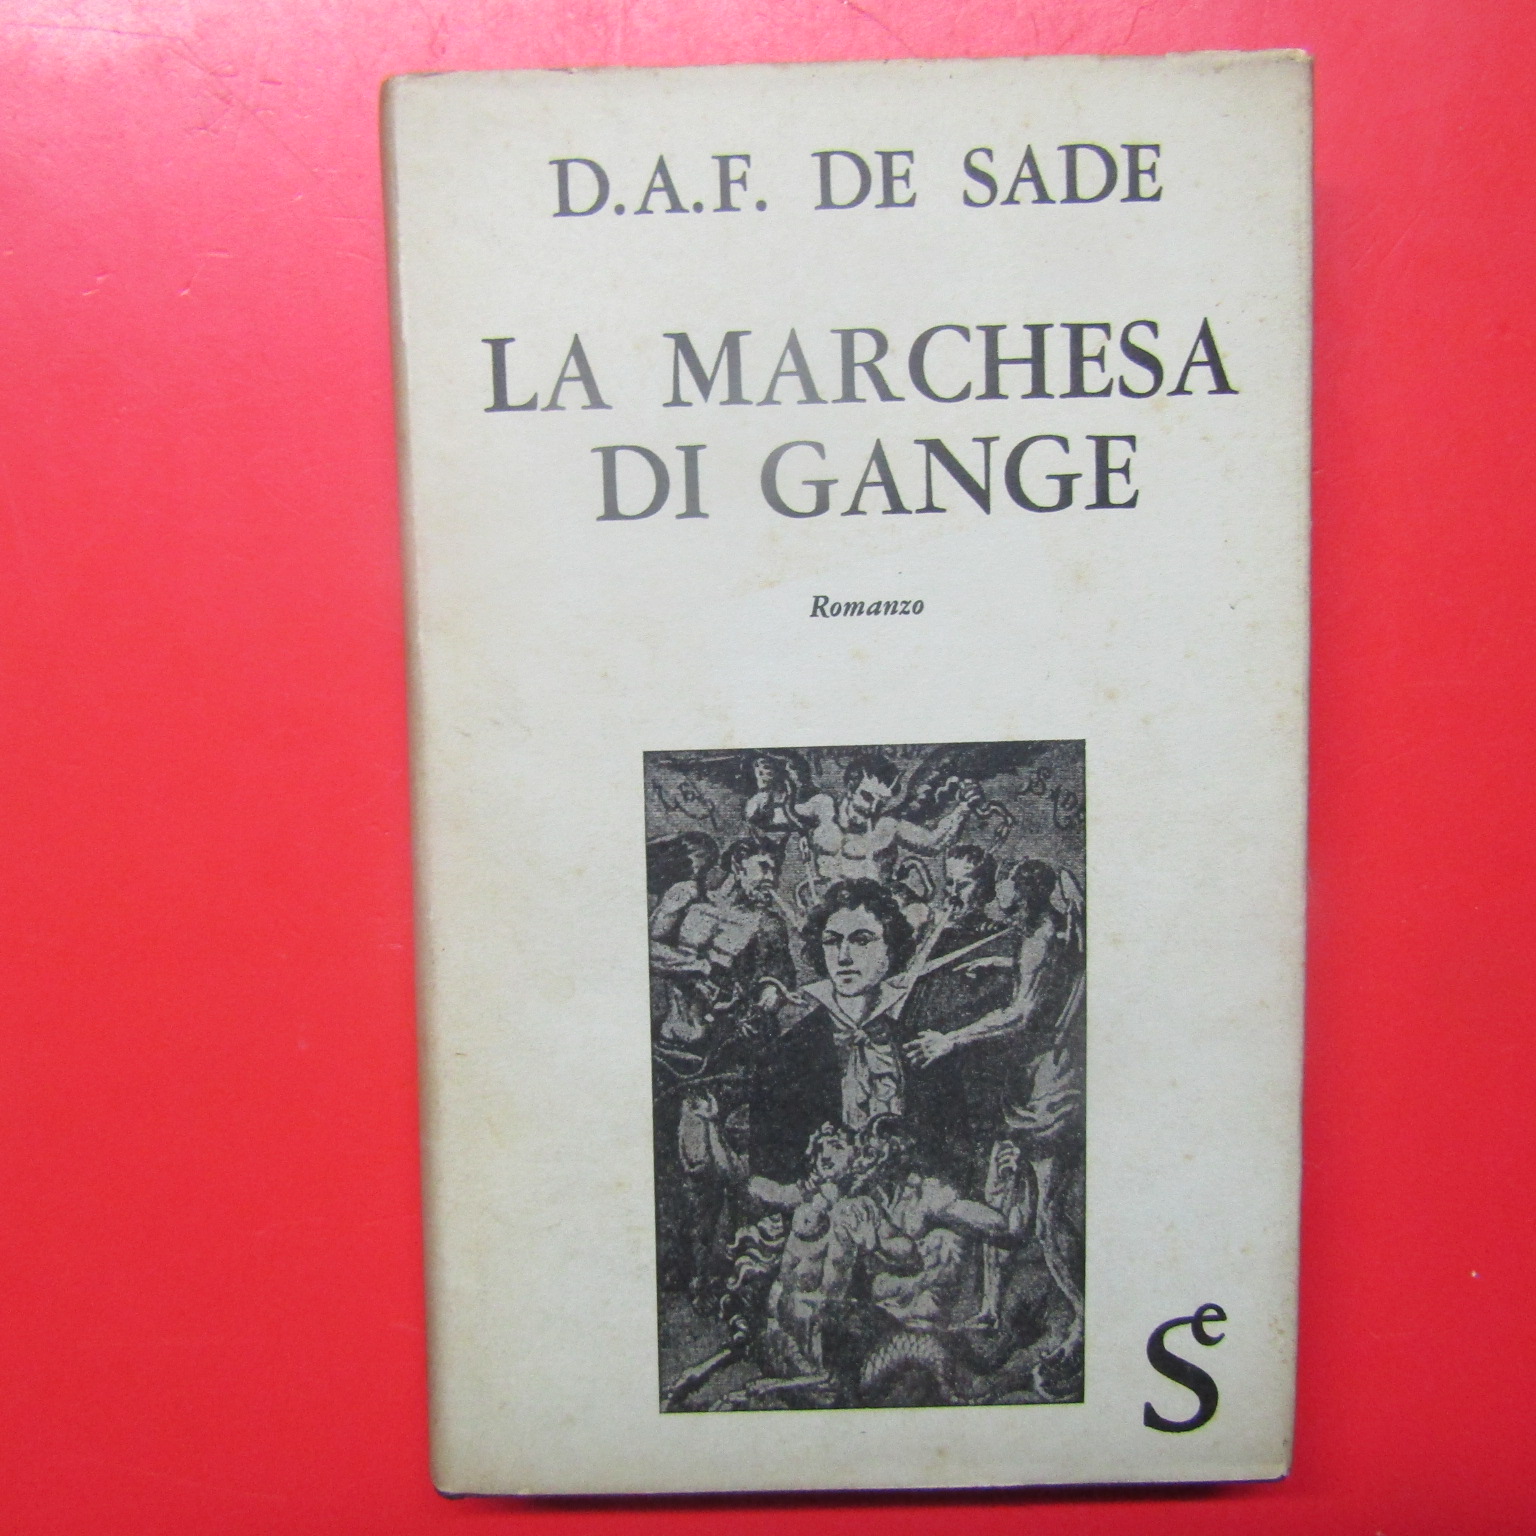 D.A.F. DE SADE
LA MARCHESA
DI GANGE
Romanzo
Se